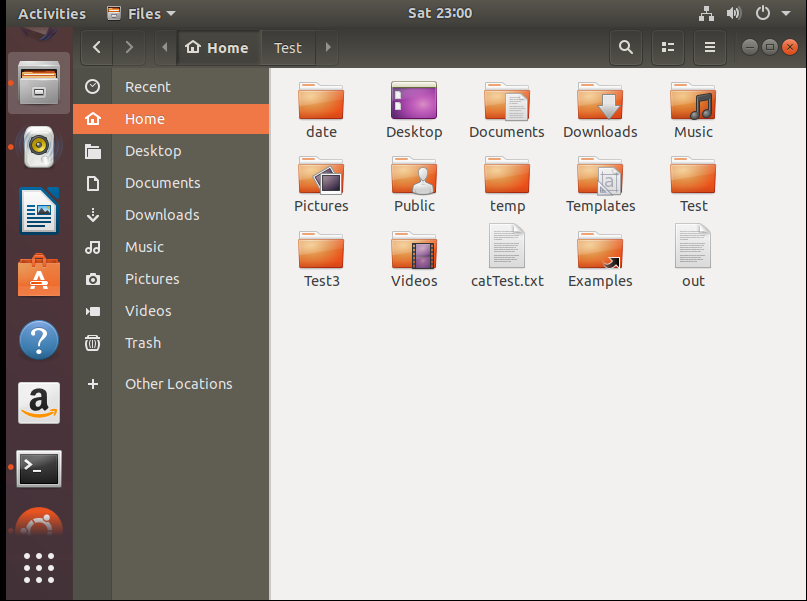 Activities Files Sat 23:00
Home Test
Recent
Home
Desktop
Documents
Downloads
Music
Pictures
Videos
Trash
Other Locations
date Desktop Documents Downloads Music
Pictures Public temp Templates Test
Test3 Videos catTest.txt Examples out